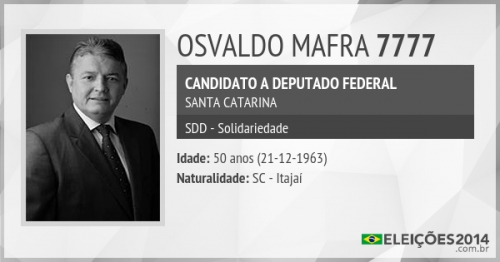 OSVALDO MAFRA 7777
CANDIDATO A DEPUTADO FEDERAL
SANTA CATARINA
SDD - Solidariedade
Idade: 50 anos (21-12-1963)
Naturalidade: SC - Itajaí
ELEIÇÕES2014
.com.br